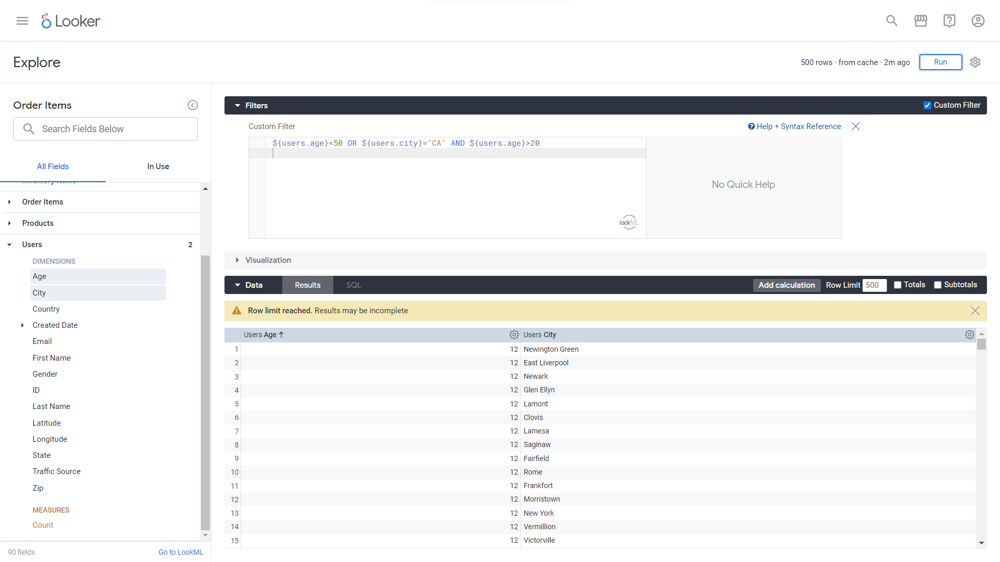 Looker
Explore
500 rows · from cache · 2m ago
Run
Order Items
Search Fields Below
All Fields
In Use
Inventory Items
Order Items
Products
Users 2
DIMENSIONS
Age
City
Country
Created Date
Email
First Name
Gender
ID
Last Name
Latitude
Longitude
State
Traffic Source
Zip
MEASURES
Count
90 fields
Go to LookML
Filters
Custom Filter
Custom Filter
Help + Syntax Reference
${users.age}<50 OR ${users.city}="CA" AND ${users.age}>20
No Quick Help
lookML
Visualization
Data
Results
SQL
Add calculation
Row Limit 500
Totals
Subtotals
Row limit reached. Results may be incomplete
Users Age ↑ Users City
1 12 Newington Green
2 12 East Liverpool
3 12 Newark
4 12 Glen Ellyn
5 12 Lamont
6 12 Clovis
7 12 Lamesa
8 12 Saginaw
9 12 Fairfield
10 12 Rome
11 12 Frankfort
12 12 Morristown
13 12 New York
14 12 Vermillion
15 12 Victorville